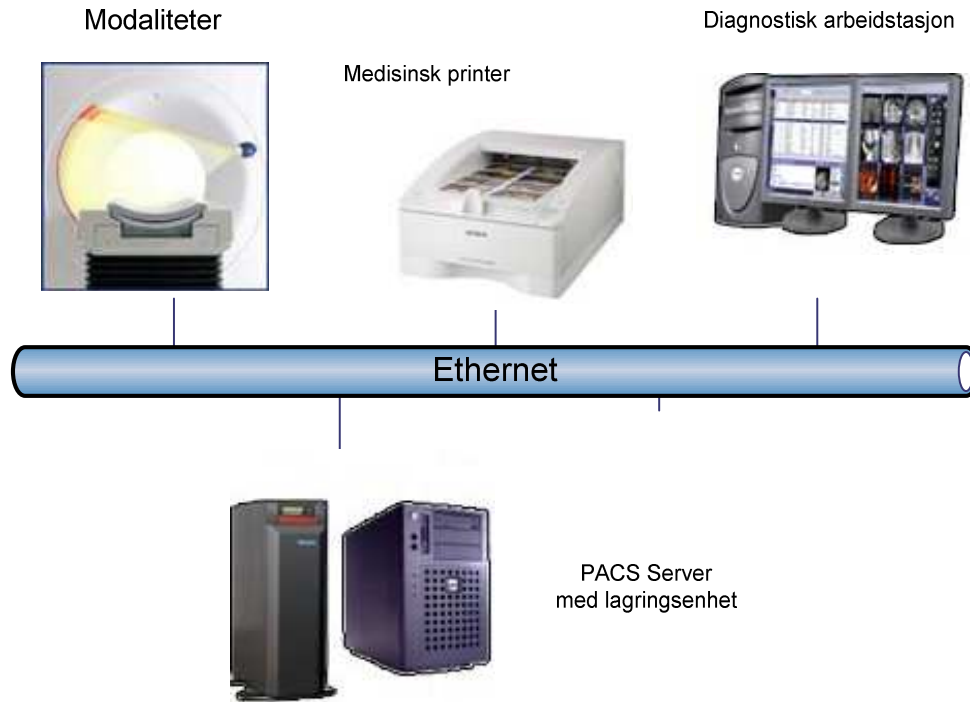 Modaliteter
Medisinsk printer
Diagnostisk arbeidstasjon
Ethernet
PACS Server
med lagringsenhet